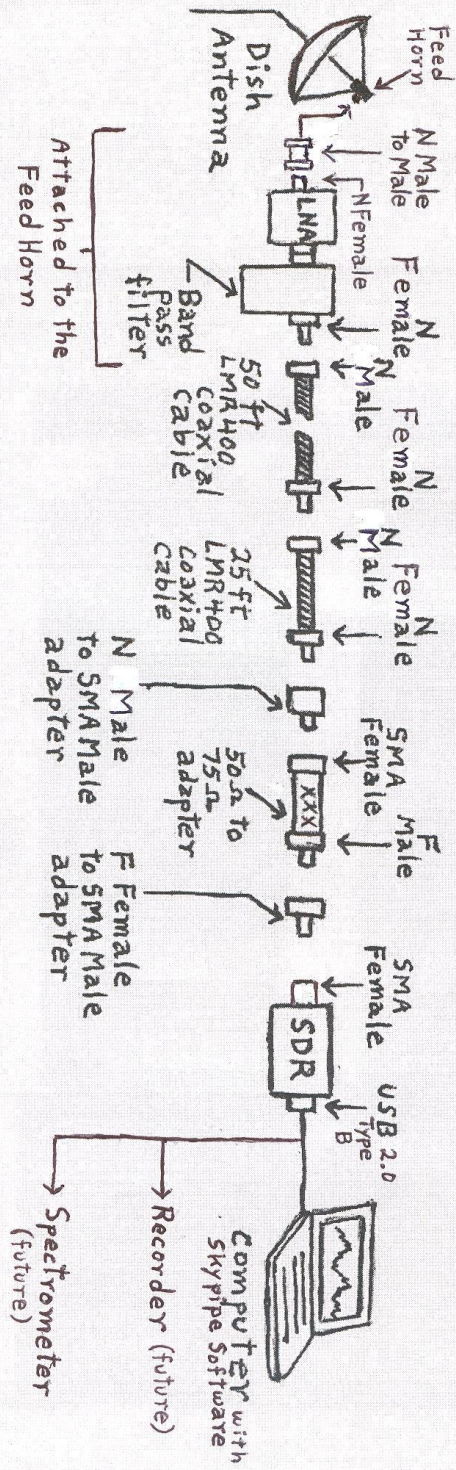 Feed
Horn
N Male
to Male
N Female
N
Female
N
Male
N
Female
N
Male
N
Female
SMA
Female
F
Male
SMA
Female
USB 2.0
Type
B
LNA
XXX
SDR
Dish
Antenna
Band
Pass
filter
50 ft
LMR400
Coaxial
Cable
25 ft
LMR400
Coaxial
Cable
50Ω to
75Ω
adapter
Computer with
Skypipe Software
Attached to the
Feed Horn
N Male
to SMA Male
adapter
F Female
to SMA Male
adapter
Recorder (future)
Spectrometer
(future)